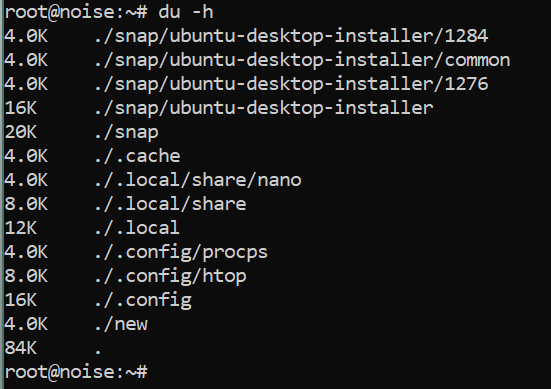 root@noise:~# du -h
4.0K    ./snap/ubuntu-desktop-installer/1284
4.0K    ./snap/ubuntu-desktop-installer/common
4.0K    ./snap/ubuntu-desktop-installer/1276
16K     ./snap/ubuntu-desktop-installer
20K     ./snap
4.0K    ./.cache
4.0K    ./.local/share/nano
8.0K    ./.local/share
12K     ./.local
4.0K    ./.config/procps
8.0K    ./.config/htop
16K     ./.config
4.0K    ./new
84K     .
root@noise:~#